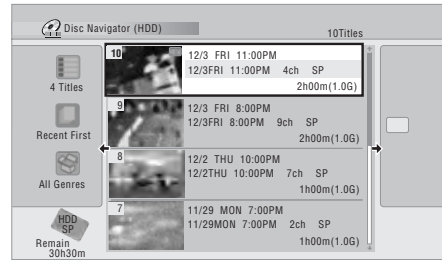 Disc Navigator (HDD)
10Titles
4 Titles
Recent First
All Genres
HDD
SP
Remain
30h30m
10
12/3 FRI 11:00PM
12/3FRI 11:00PM 4ch SP
2h00m(1.0G)
9
12/3 FRI 8:00PM
12/3FRI 8:00PM 9ch SP
2h00m(1.0G)
8
12/2 THU 10:00PM
12/2THU 10:00PM 7ch SP
1h00m(1.0G)
7
11/29 MON 7:00PM
11/29MON 7:00PM 2ch SP
1h00m(1.0G)